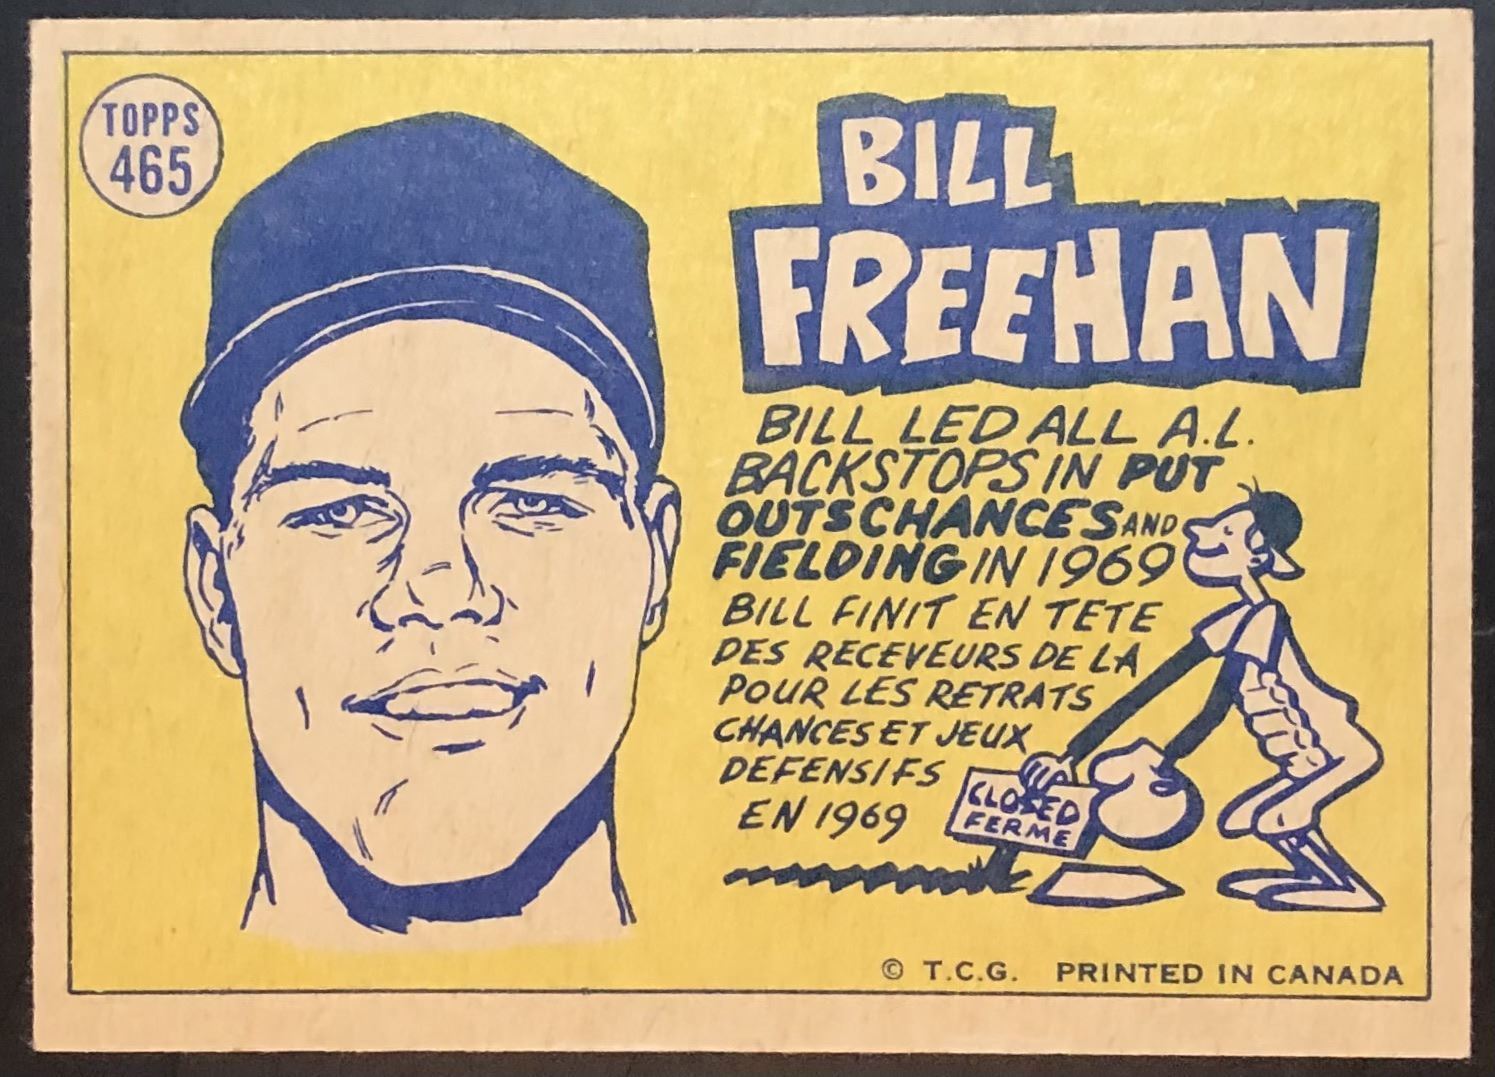 TOPPS
465
BILL
FREEHAN
BILL LED ALL A.L.
BACKSTOPS IN PUT
OUTS CHANCES AND
FIELDING IN 1969
BILL FINIT EN TETE
DES RECEVEURS DE LA
POUR LES RETRATS
CHANCES ET JEUX
DEFENSIFS
EN 1969
CLOSED
FERME
© T.C.G. PRINTED IN CANADA